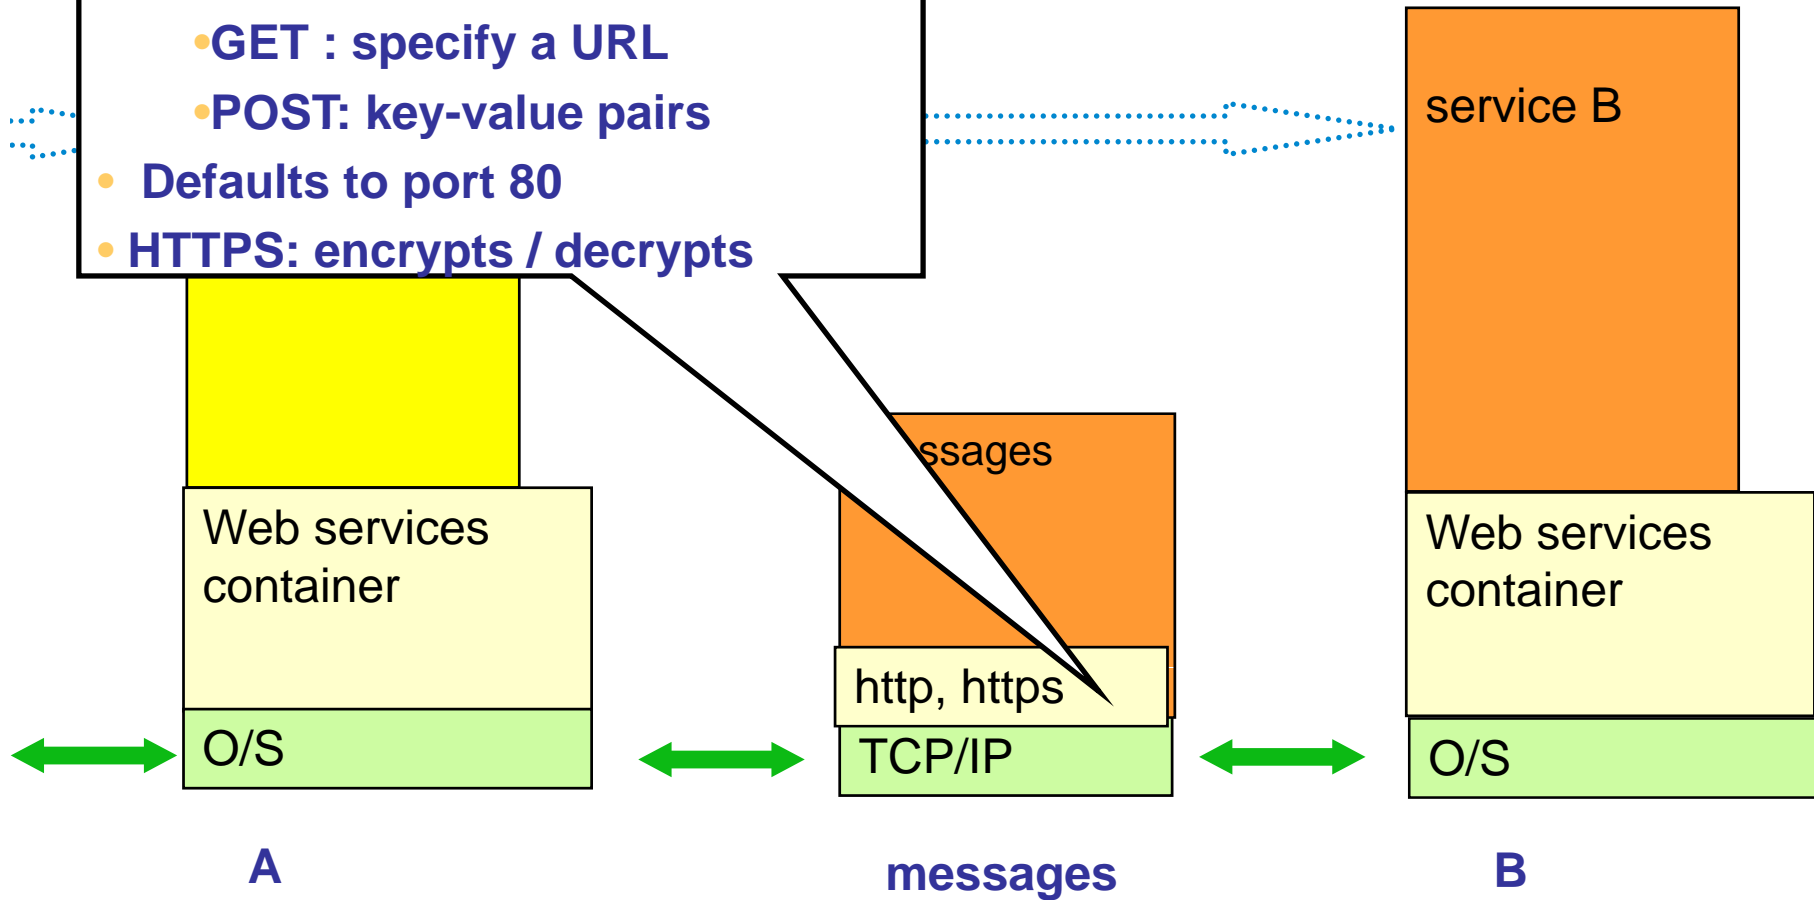 •GET : specify a URL
•POST: key-value pairs
• Defaults to port 80
• HTTPS: encrypts / decrypts
service B
ssages
Web services
container
Web services
container
http, https
O/S
TCP/IP
O/S
A
messages
B